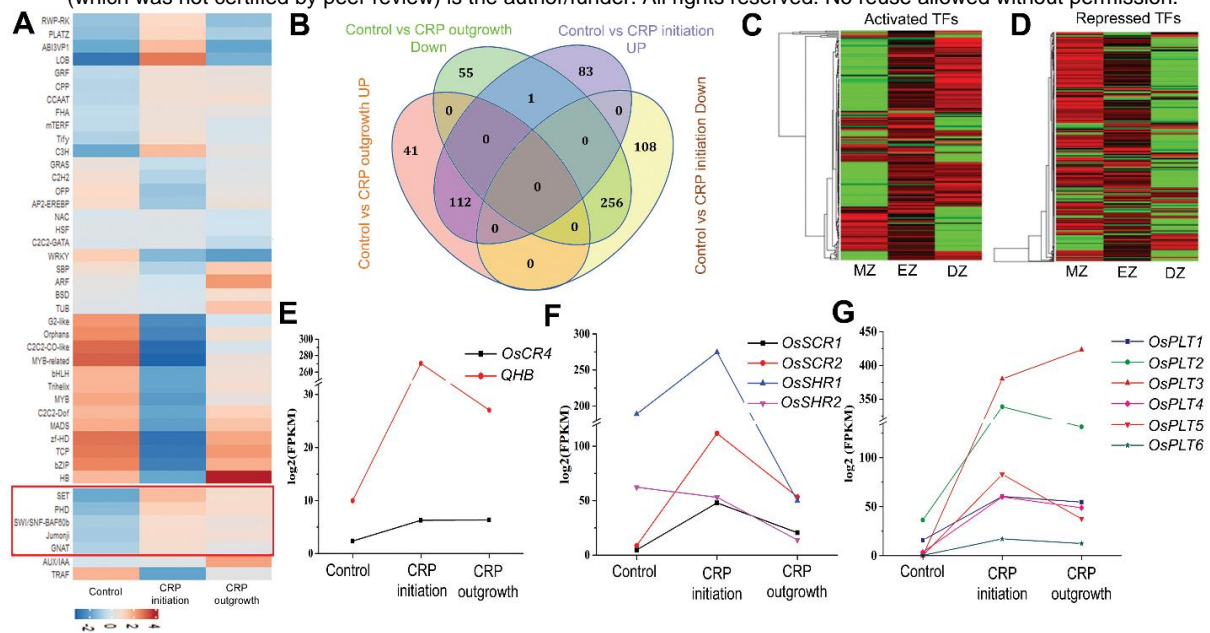 (which was not certified by peer review) is the author/funder. All rights reserved. No reuse allowed without permission.
A
RWP-RK
PLATZ
ABI3VP1
LOB
GRF
CPP
CCAAT
FHA
mTERF
Tify
C3H
GRAS
C2H2
OFP
AP2-EREBP
NAC
HSF
C2C2-GATA
WRKY
SBP
ARF
BSD
TUB
G2-like
Orphans
C2C2-CO-like
MYB-related
bHLH
Trihelix
MYB
C2C2-Dof
MADS
zf-HD
TCP
bZIP
HB
SET
PHD
SWI/SNF-BAF60b
Jumonji
GNAT
AUX/IAA
TRAF
Control
CRP initiation
CRP outgrowth
-2 0 2 4
B
Control vs CRP outgrowth Down
Control vs CRP initiation UP
Control vs CRP outgrowth UP
Control vs CRP initiation Down
55
83
0
1
0
41
0
0
108
0
112
256
0
0
0
C
Activated TFs
MZ EZ DZ
D
Repressed TFs
MZ EZ DZ
E
log2(FPKM)
300
280
260
30
20
10
0
OsCR4
QHB
Control
CRP initiation
CRP outgrowth
F
log2(FPKM)
300
250
200
100
50
0
OsSCR1
OsSCR2
OsSHR1
OsSHR2
Control
CRP initiation
CRP outgrowth
G
log2 (FPKM)
450
400
350
100
50
0
OsPLT1
OsPLT2
OsPLT3
OsPLT4
OsPLT5
OsPLT6
Control
CRP initiation
CRP outgrowth